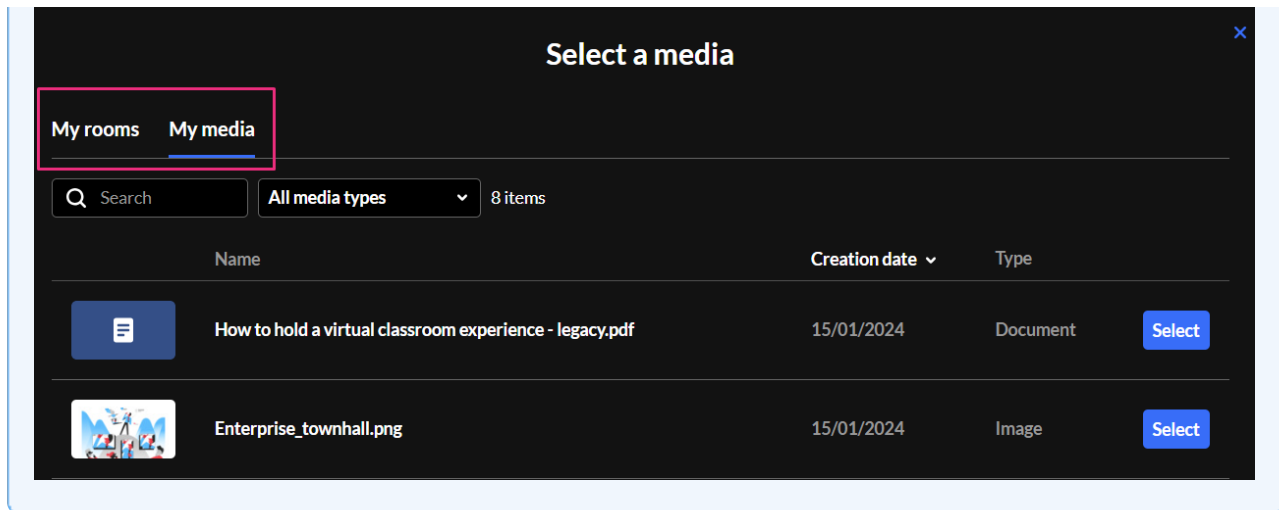 Select a media
My rooms My media
Search All media types 8 items
Name Creation date Type
How to hold a virtual classroom experience - legacy.pdf 15/01/2024 Document Select
Enterprise_townhall.png 15/01/2024 Image Select